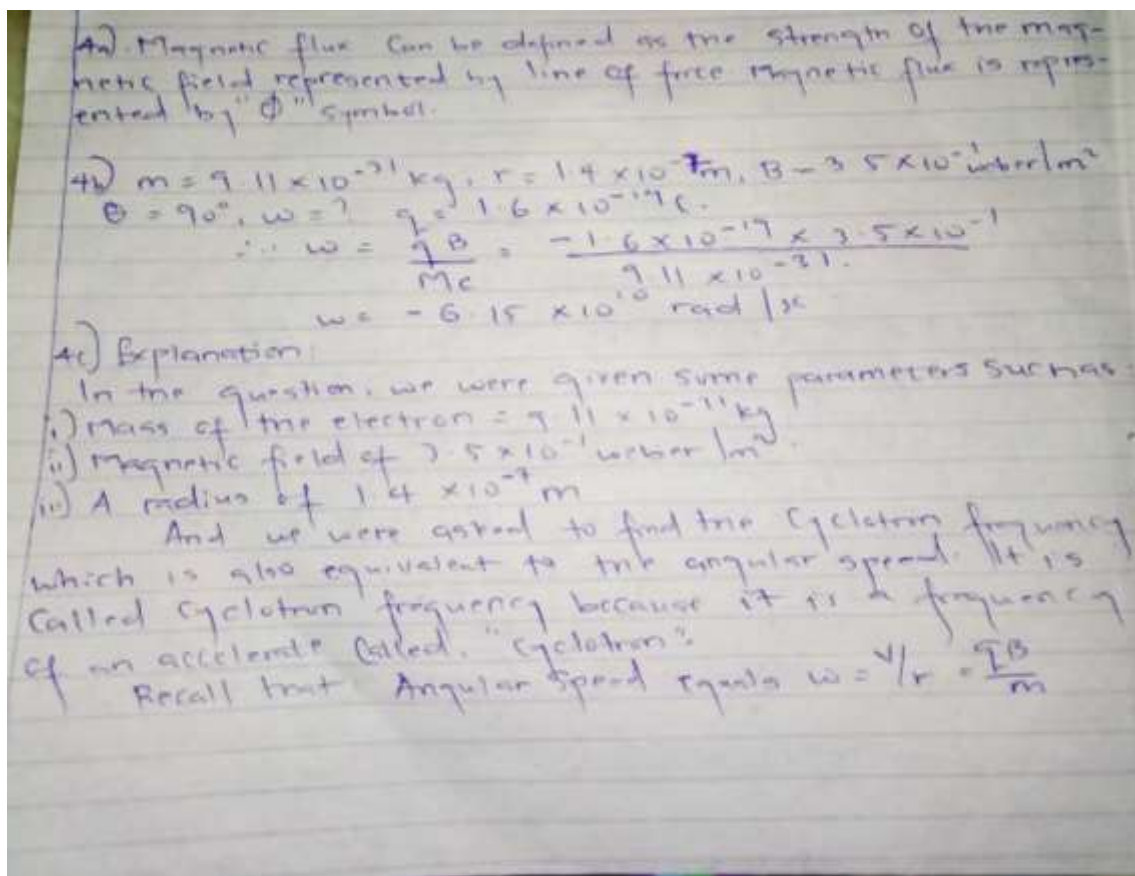 4a). Magnetic flux can be defined as the strength of the mag-
netic field represented by line of force magnetic flux is repres-
ented by "Φ" symbol.
4b) m = 9.11 × 10⁻³¹ kg, r = 1.4 × 10⁻⁷ m, B = 3.5 × 10⁻¹ weber/m²
θ = 90°, w = ? q = 1.6 × 10⁻¹⁹ C.
∴ w = qB/Me = -1.6 × 10⁻¹⁹ × 3.5 × 10⁻¹ / 9.11 × 10⁻³¹.
w = -6.15 × 10¹⁰ rad/sc
4c) Explanation:
In the question, we were given some parameters such as:
i.) Mass of the electron = 9.11 × 10⁻³¹ kg
ii) Magnetic field of 3.5 × 10⁻¹ weber/m².
iii) A radius of 1.4 × 10⁻⁷ m
And we were asked to find the Cyclotron frequency
which is also equivalent to the angular speed. It is
called cyclotron frequency because it is a frequency
of an accelerate called. "cyclotron".
Recall that Angular Speed equals w = v/r = qB/m